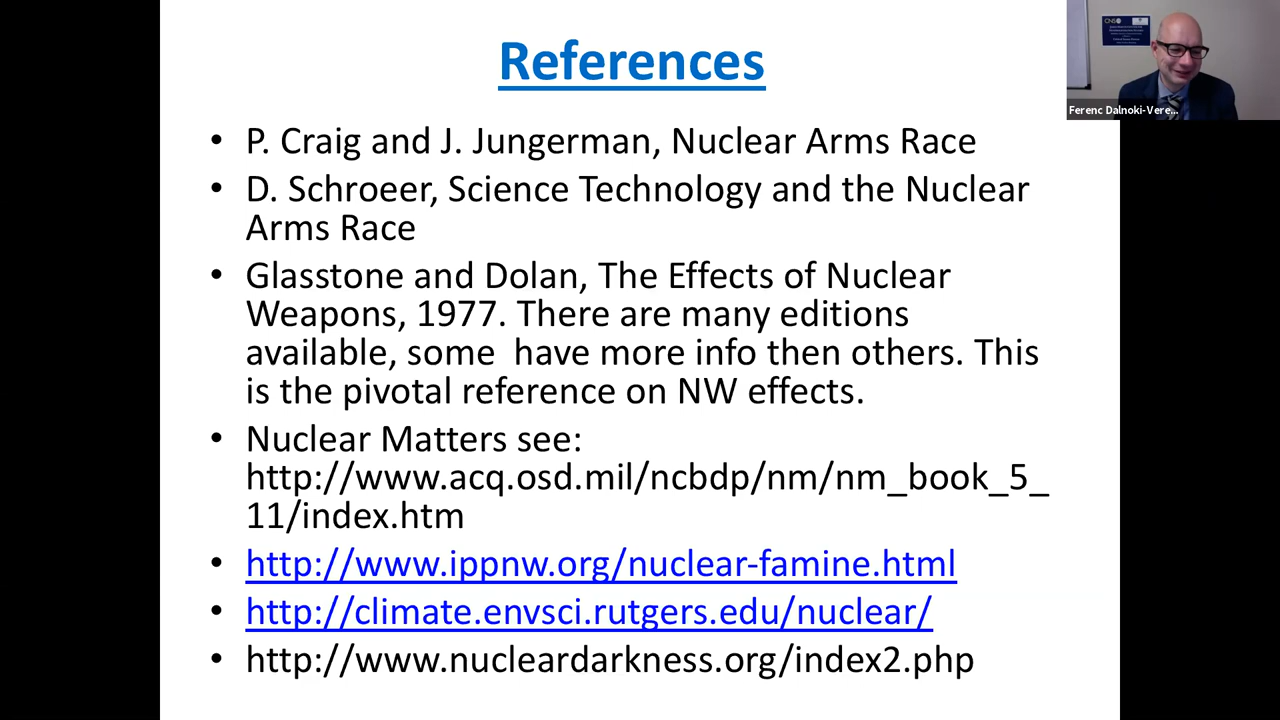 References
• P. Craig and J. Jungerman, Nuclear Arms Race
• D. Schroeer, Science Technology and the Nuclear
Arms Race
• Glasstone and Dolan, The Effects of Nuclear
Weapons, 1977. There are many editions
available, some  have more info then others. This
is the pivotal reference on NW effects.
• Nuclear Matters see:
http://www.acq.osd.mil/ncbdp/nm/nm_book_5_
11/index.htm
• http://www.ippnw.org/nuclear-famine.html
• http://climate.envsci.rutgers.edu/nuclear/
• http://www.nucleardarkness.org/index2.php
CNS
Ferenc Dalnoki-Vere...